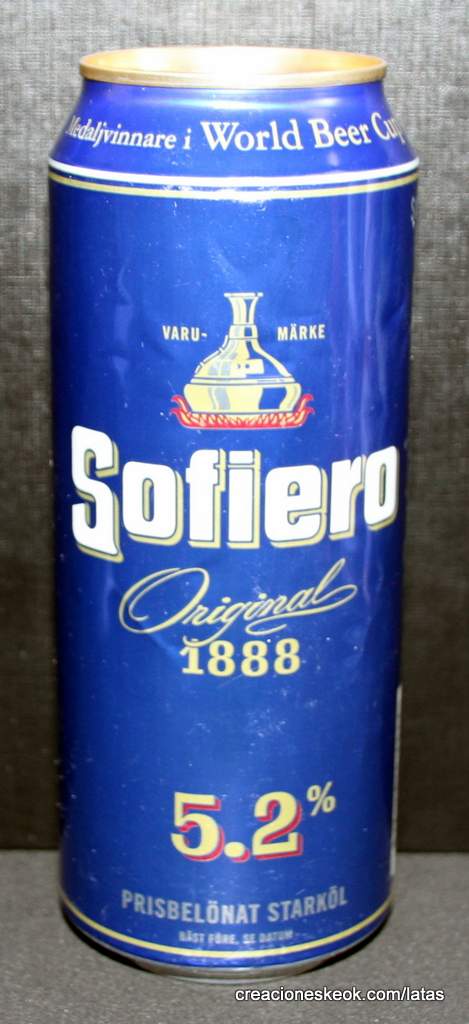 Medaljvinnare i World Beer Cup
VARU- MÄRKE
Sofiero
Original
1888
5.2%
PRISBELÖNAT STARKÖL
BÄST FÖRE, SE DATUM
creacioneskeok.com/latas